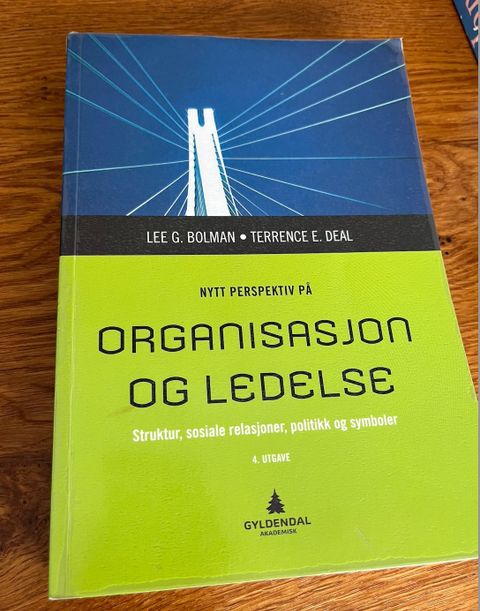 LEE G. BOLMAN • TERRENCE E. DEAL
NYTT PERSPEKTIV PÅ
ORGANISASJON
OG LEDELSE
Struktur, sosiale relasjoner, politikk og symboler
4. UTGAVE
GYLDENDAL
AKADEMISK